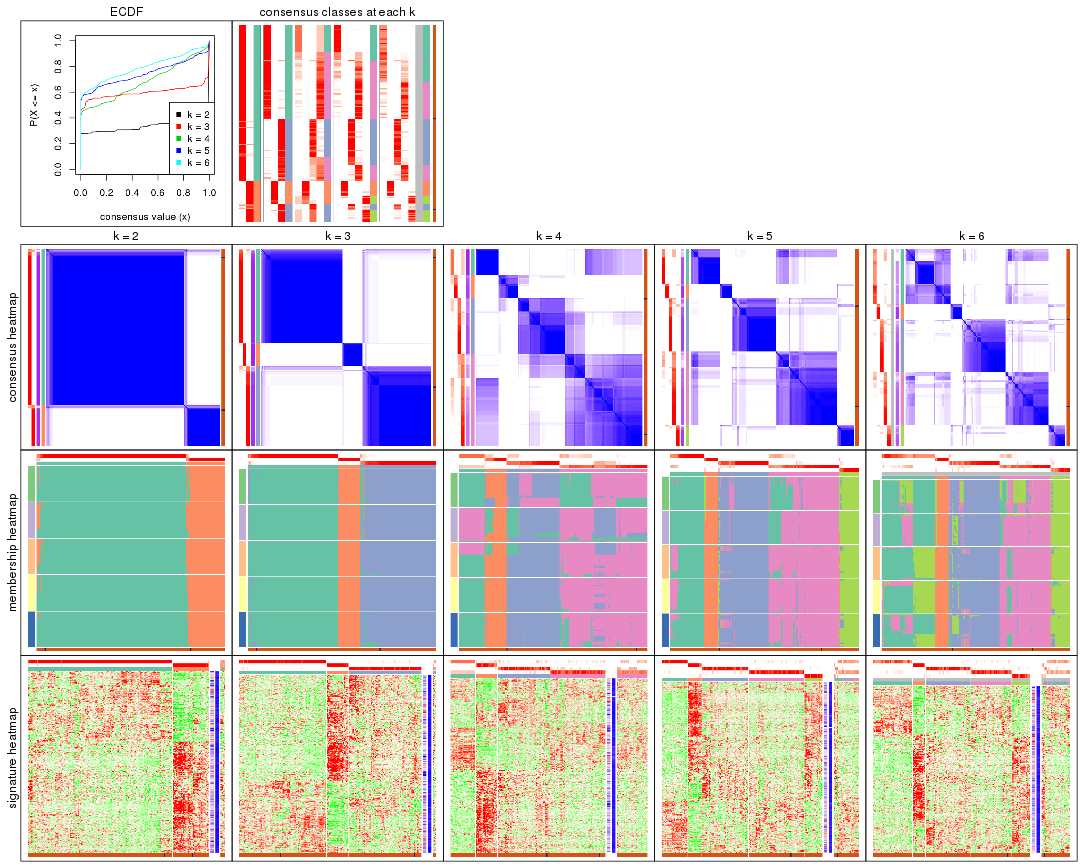 ECDF
consensus classes at each k
P(X <= x)
1.0
0.8
0.6
0.4
0.2
0.0
k = 2
k = 3
k = 4
k = 5
k = 6
0.0 0.2 0.4 0.6 0.8 1.0
consensus value (x)
k = 2
k = 3
k = 4
k = 5
k = 6
consensus heatmap
membership heatmap
signature heatmap